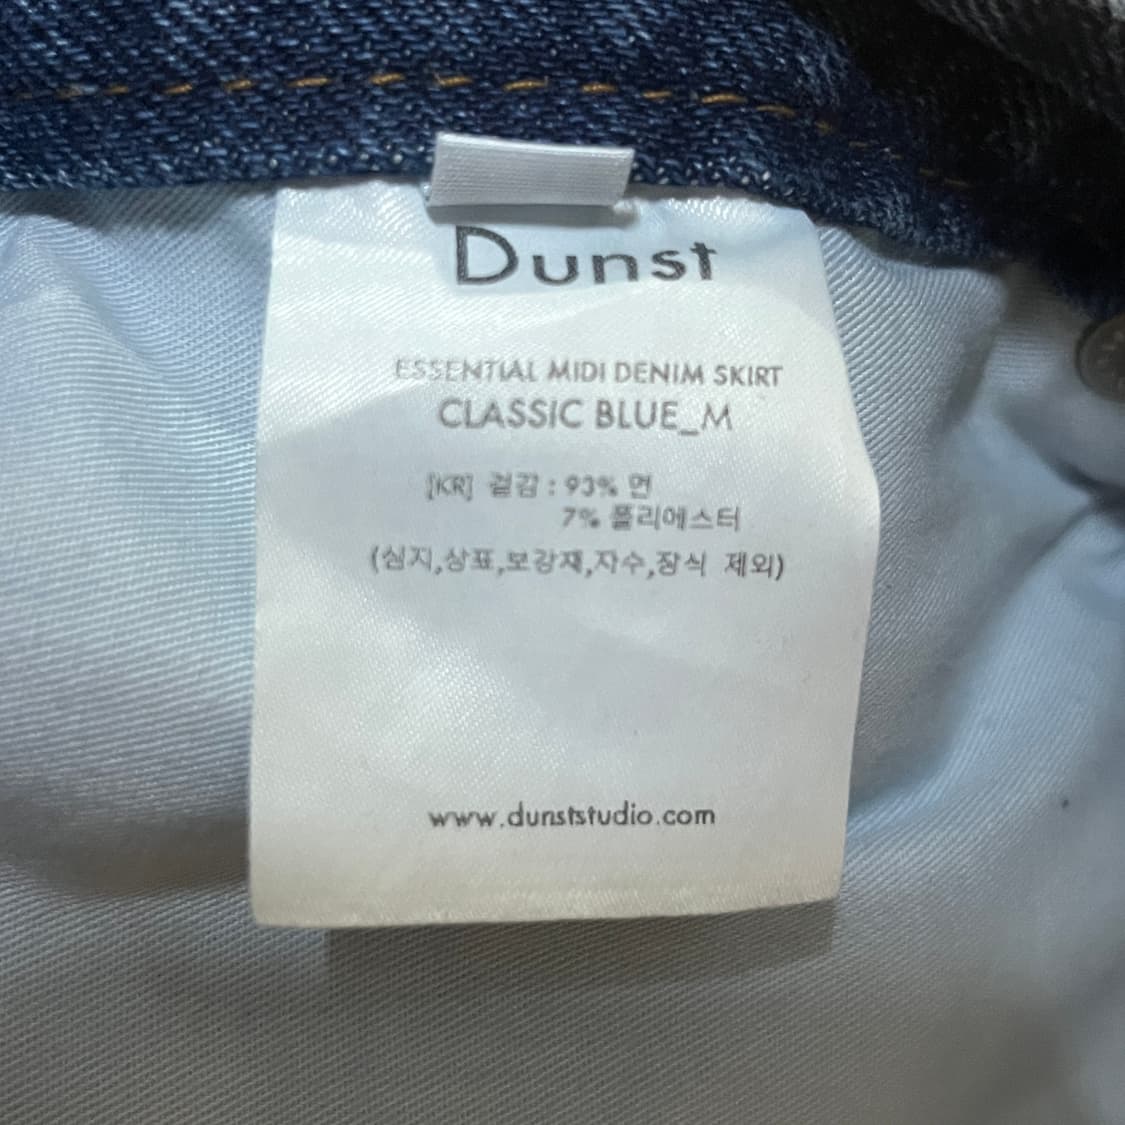 Dunst
ESSENTIAL MIDI DENIM SKIRT
CLASSIC BLUE_M
[KR] 겉감 : 93% 면
7% 폴리에스터
(심지,상표,보강재,자수,장식 제외)
www.dunststudio.com